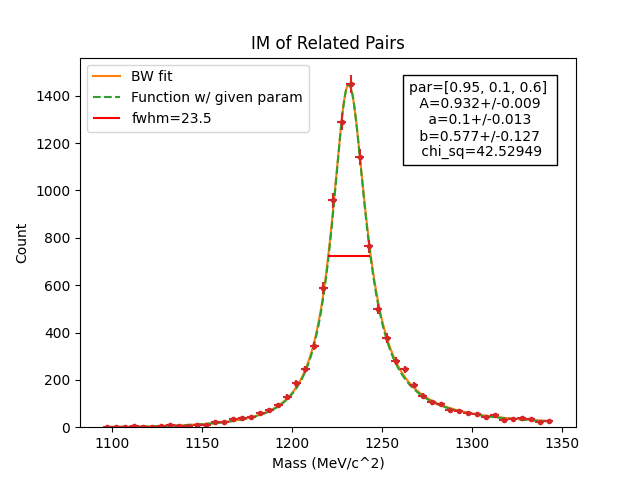 IM of Related Pairs
BW fit
Function w/ given param
fwhm=23.5
par=[0.95, 0.1, 0.6]
A=0.932+/-0.009
a=0.1+/-0.013
b=0.577+/-0.127
chi_sq=42.52949
Count
1400
1200
1000
800
600
400
200
0
1100 1150 1200 1250 1300 1350
Mass (MeV/c^2)